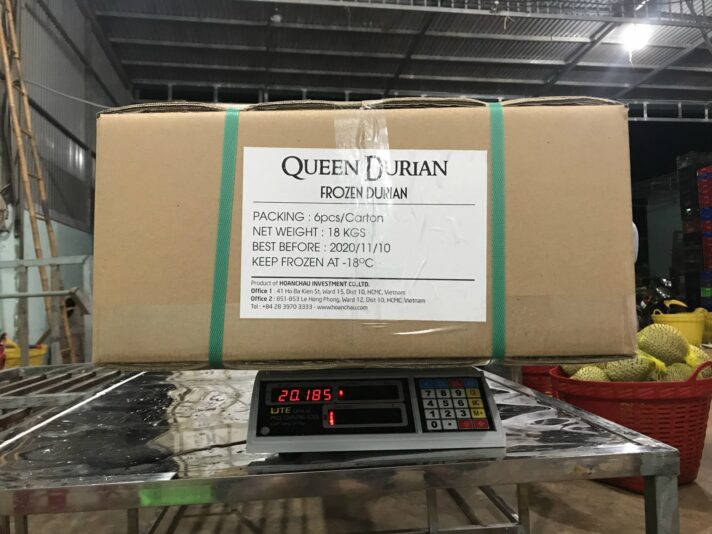 QUEEN DURIAN
FROZEN DURIAN
PACKING : 6pcs/Carton
NET WEIGHT : 18 KGS
BEST BEFORE : 2020/11/10
KEEP FROZEN AT -18°C
Product of HOANCHAU INVESTMENT CO.,LTD.
Office 1 : 41 Ho Ba Kien St, Ward 15, Dist 10, HCMC, Vietnam
Office 2 : 851-853 Le Hong Phong, Ward 12, Dist 10, HCMC, Vietnam
Tel : +84 28 3970 3333 - www.hoanchau.com
20.185
1
UTE
7 8 9
4 5 6
1 2 3 M+
0